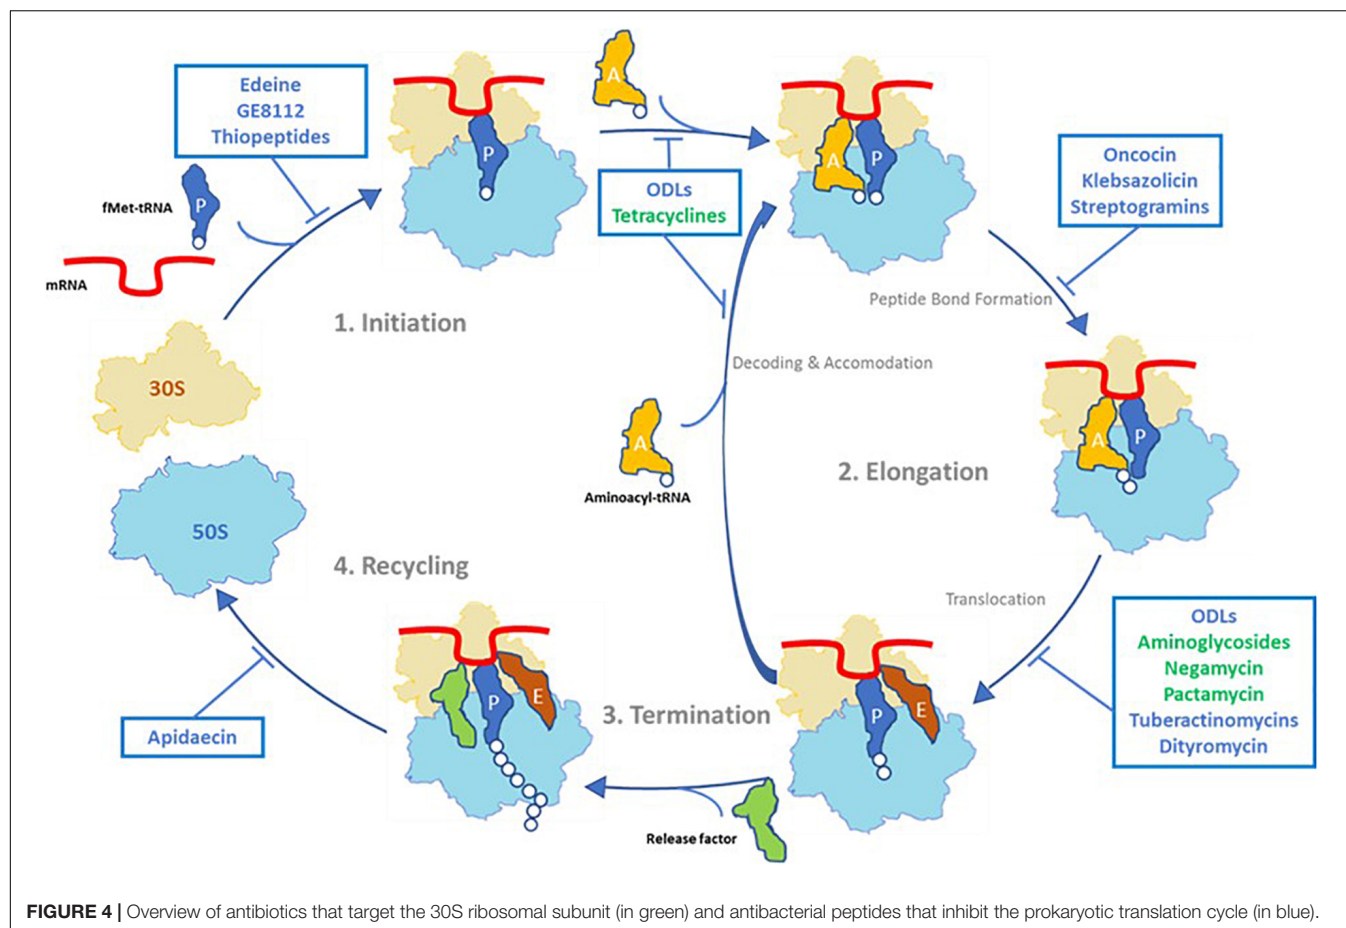 Edeine
GE8112
Thiopeptides
P
fMet-tRNA
mRNA
P
1. Initiation
30S
50S
A
ODLs
Tetracyclines
A
P
Oncocin
Klebsazolicin
Streptogramins
Peptide Bond Formation
Decoding & Accomodation
A
Aminoacyl-tRNA
2. Elongation
A
P
Translocation
ODLs
Aminoglycosides
Negamycin
Pactamycin
Tuberactinomycins
Dityromycin
P
E
3. Termination
Release factor
P
E
4. Recycling
Apidaecin
FIGURE 4 | Overview of antibiotics that target the 30S ribosomal subunit (in green) and antibacterial peptides that inhibit the prokaryotic translation cycle (in blue).